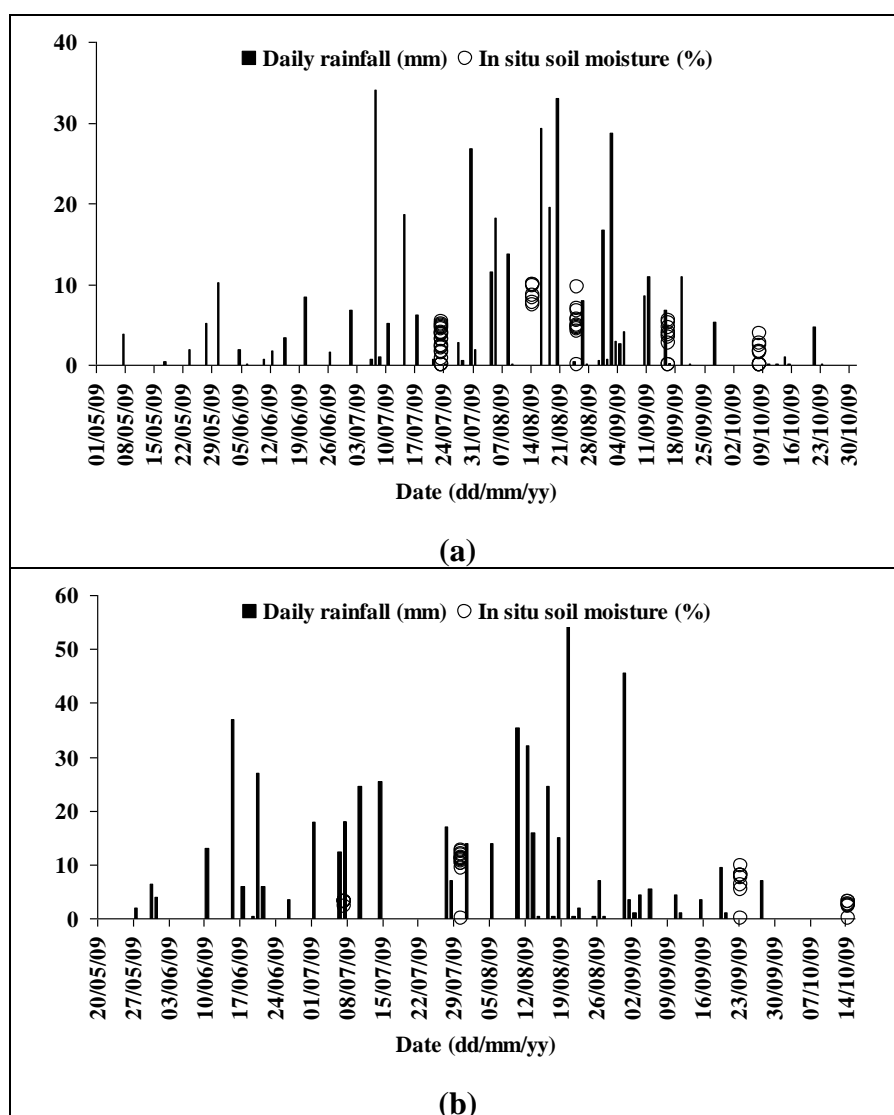 40
■ Daily rainfall (mm) ○ In situ soil moisture (%)
30
20
10
0
01/05/09 08/05/09 15/05/09 22/05/09 29/05/09 05/06/09 12/06/09 19/06/09 26/06/09 03/07/09 10/07/09 17/07/09 24/07/09 31/07/09 07/08/09 14/08/09 21/08/09 28/08/09 04/09/09 11/09/09 18/09/09 25/09/09 02/10/09 09/10/09 16/10/09 23/10/09 30/10/09
Date (dd/mm/yy)
(a)
60
■ Daily rainfall (mm) ○ In situ soil moisture (%)
50
40
30
20
10
0
20/05/09 27/05/09 03/06/09 10/06/09 17/06/09 24/06/09 01/07/09 08/07/09 15/07/09 22/07/09 29/07/09 05/08/09 12/08/09 19/08/09 26/08/09 02/09/09 09/09/09 16/09/09 23/09/09 30/09/09 07/10/09 14/10/09
Date (dd/mm/yy)
(b)